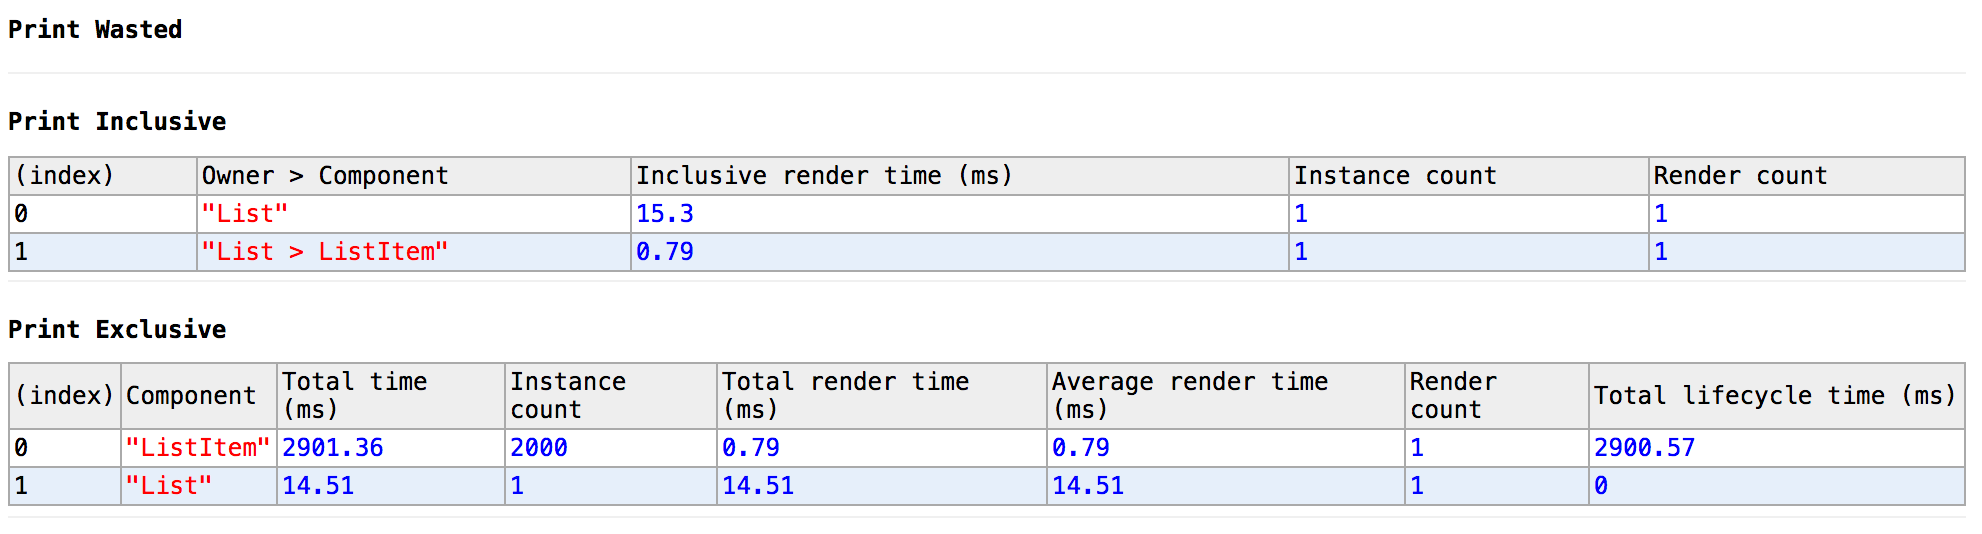 Print Wasted
Print Inclusive
(index) Owner > Component Inclusive render time (ms) Instance count Render count
0 "List" 15.3 1 1
1 "List > ListItem" 0.79 1 1
Print Exclusive
(index) Component Total time (ms) Instance count Total render time (ms) Average render time (ms) Render count Total lifecycle time (ms)
0 "ListItem" 2901.36 2000 0.79 0.79 1 2900.57
1 "List" 14.51 1 14.51 14.51 1 0